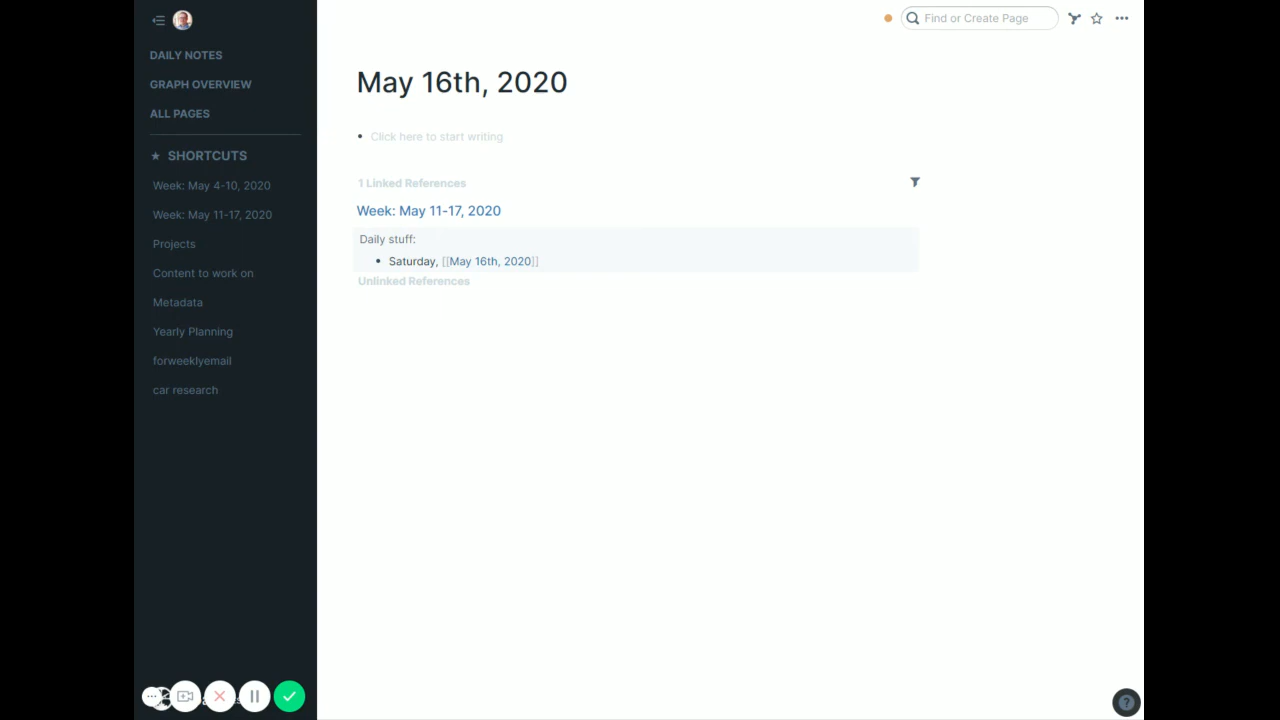 DAILY NOTES
GRAPH OVERVIEW
ALL PAGES
★ SHORTCUTS
Week: May 4-10, 2020
Week: May 11-17, 2020
Projects
Content to work on
Metadata
Yearly Planning
forweeklyemail
car research
Find or Create Page
May 16th, 2020
• Click here to start writing
1 Linked References
Week: May 11-17, 2020
Daily stuff:
• Saturday, [[May 16th, 2020]]
Unlinked References
?